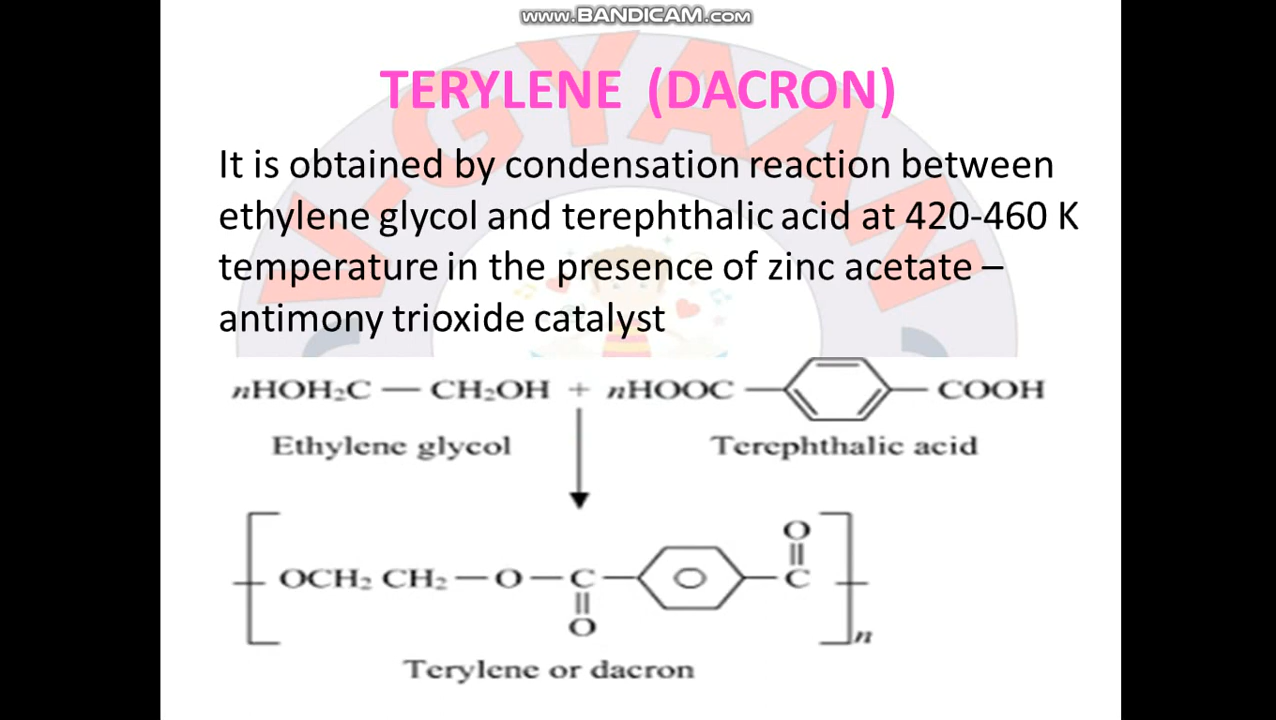 www.BANDICAM.com
V-GYAAN
TERYLENE (DACRON)
It is obtained by condensation reaction between
ethylene glycol and terephthalic acid at 420-460 K
temperature in the presence of zinc acetate –
antimony trioxide catalyst
nHOH₂C — CH₂OH + nHOOC — — COOH
Ethylene glycol Terephthalic acid
O
OCH₂ CH₂ — O — C — O — C
O
n
Terylene or dacron